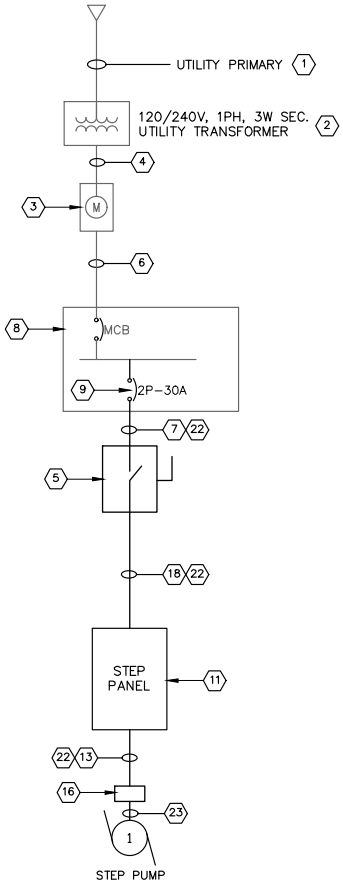 UTILITY PRIMARY 1
120/240V, 1PH, 3W SEC.
UTILITY TRANSFORMER 2
4
3 M
6
8 MCB
9 2P-30A
7 22
5
18 22
STEP
PANEL
11
22 13
16
23
1
STEP PUMP